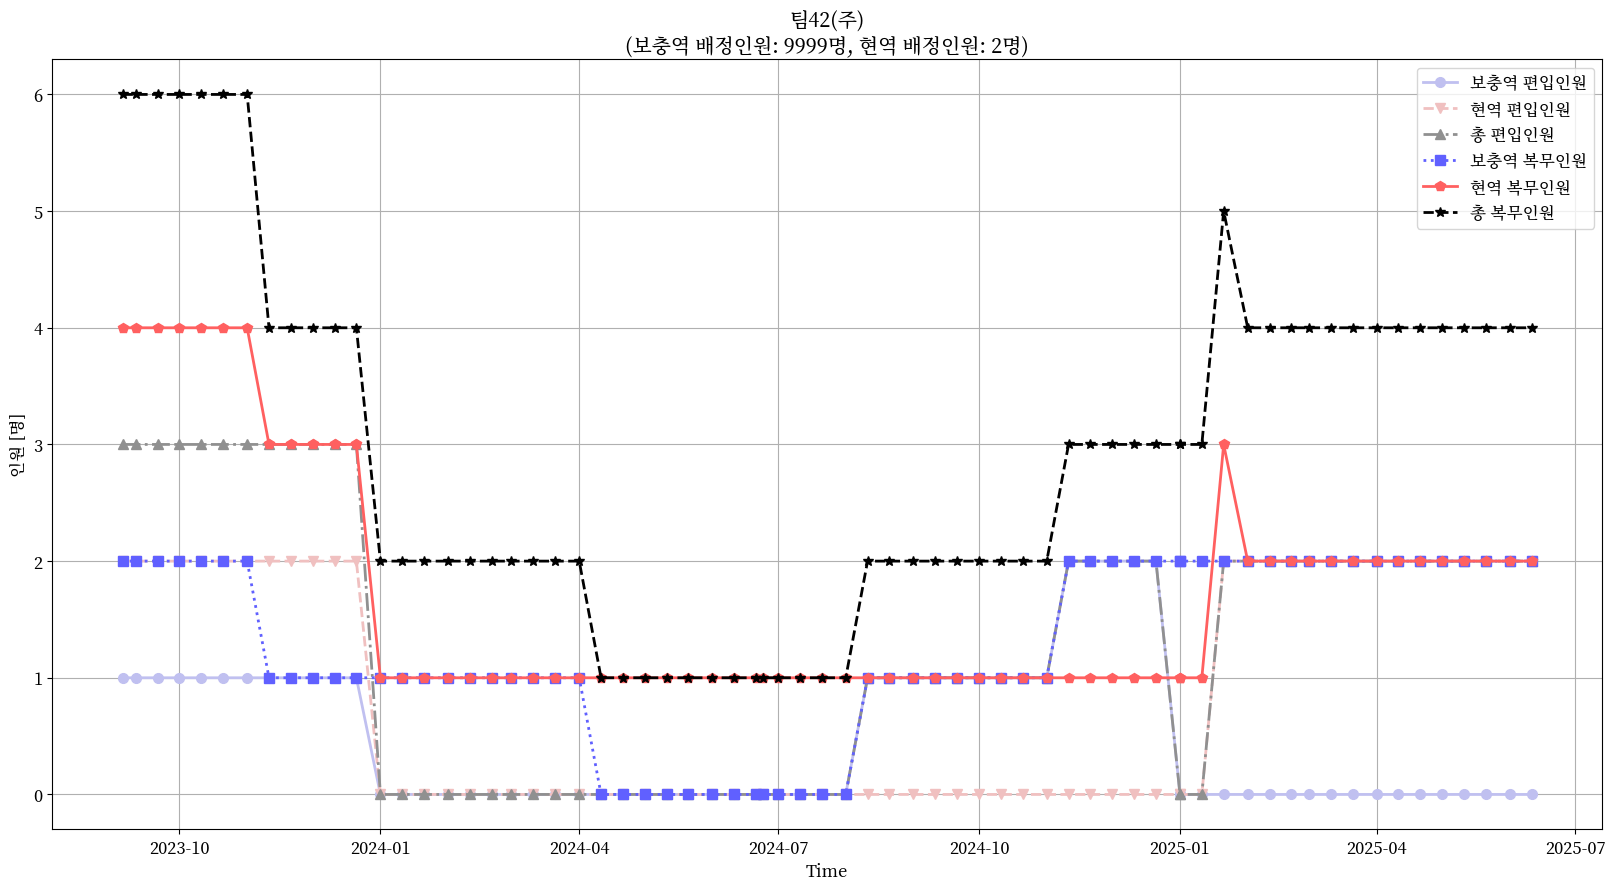 팀42(주)
(보충역 배정인원: 9999명, 현역 배정인원: 2명)
보충역 편입인원
현역 편입인원
총 편입인원
보충역 복무인원
현역 복무인원
총 복무인원
인원 [명]
6
5
4
3
2
1
0
2023-10
2024-01
2024-04
2024-07
2024-10
2025-01
2025-04
2025-07
Time